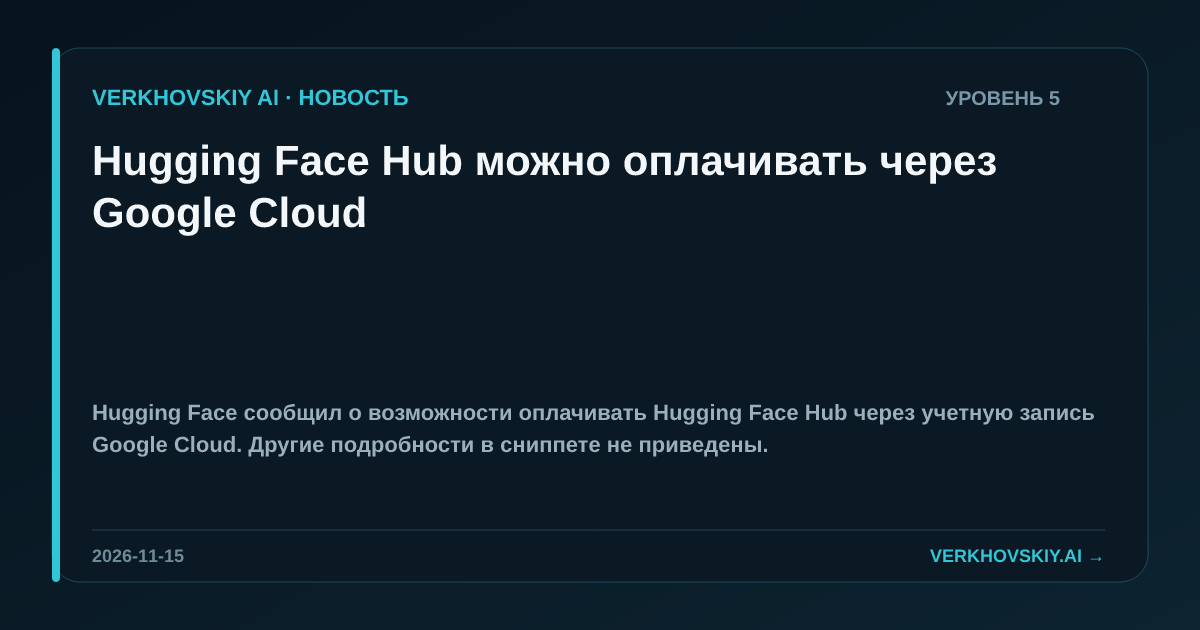 VERKHOVSKIY AI · НОВОСТЬ
УРОВЕНЬ 5
Hugging Face Hub можно оплачивать через
Google Cloud
Hugging Face сообщил о возможности оплачивать Hugging Face Hub через учетную запись
Google Cloud. Другие подробности в сниппете не приведены.
2026-11-15
VERKHOVSKIY.AI →